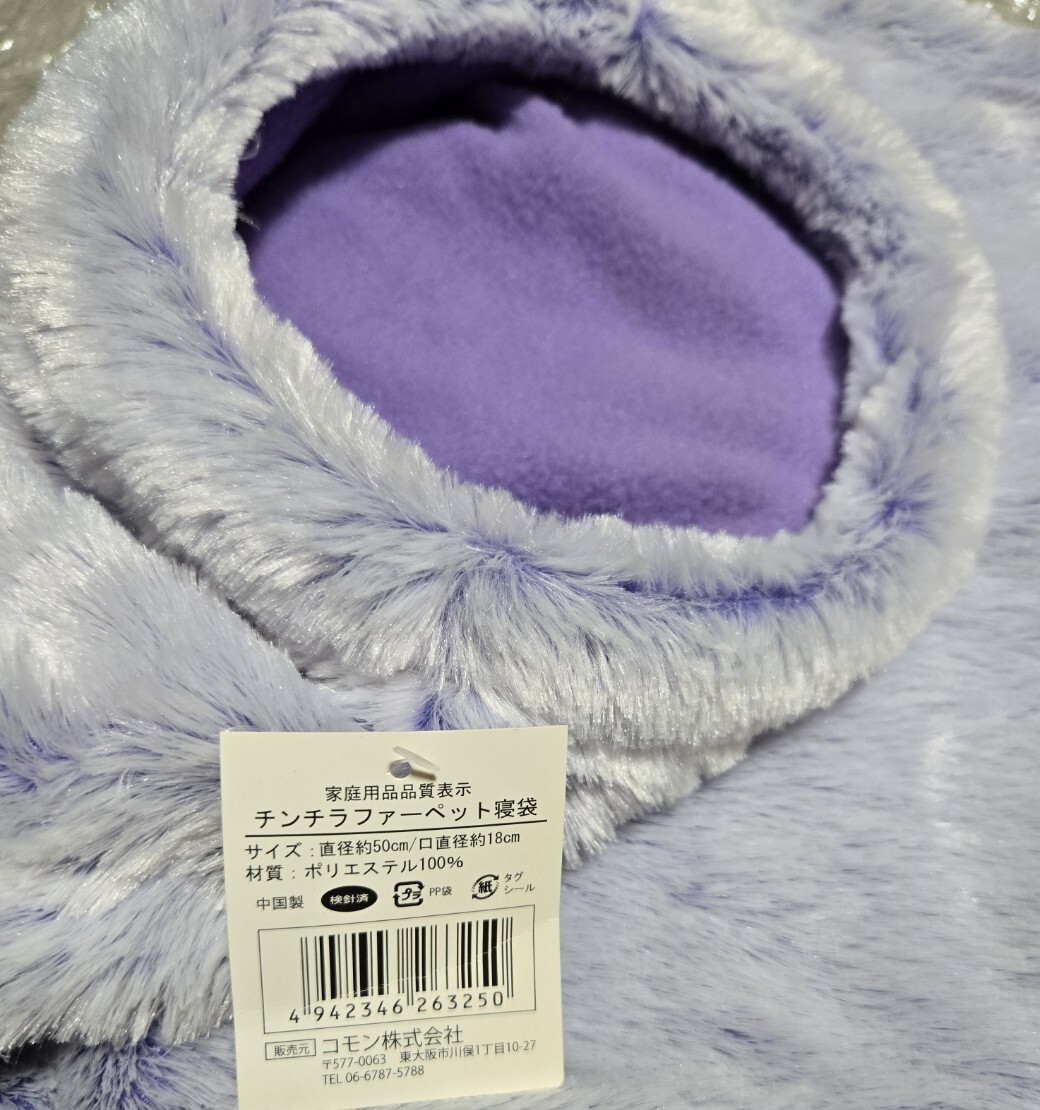 家庭用品品質表示
チンチラファーペット寝袋
サイズ：直径約50cm/口直径約18cm
材質：ポリエステル100%
中国製 検針済 プラ PP袋 紙 タグ シール
4 942346 263250
販売元 コモン株式会社
〒577-0063 東大阪市川俣1丁目10-27
TEL 06-6787-5788